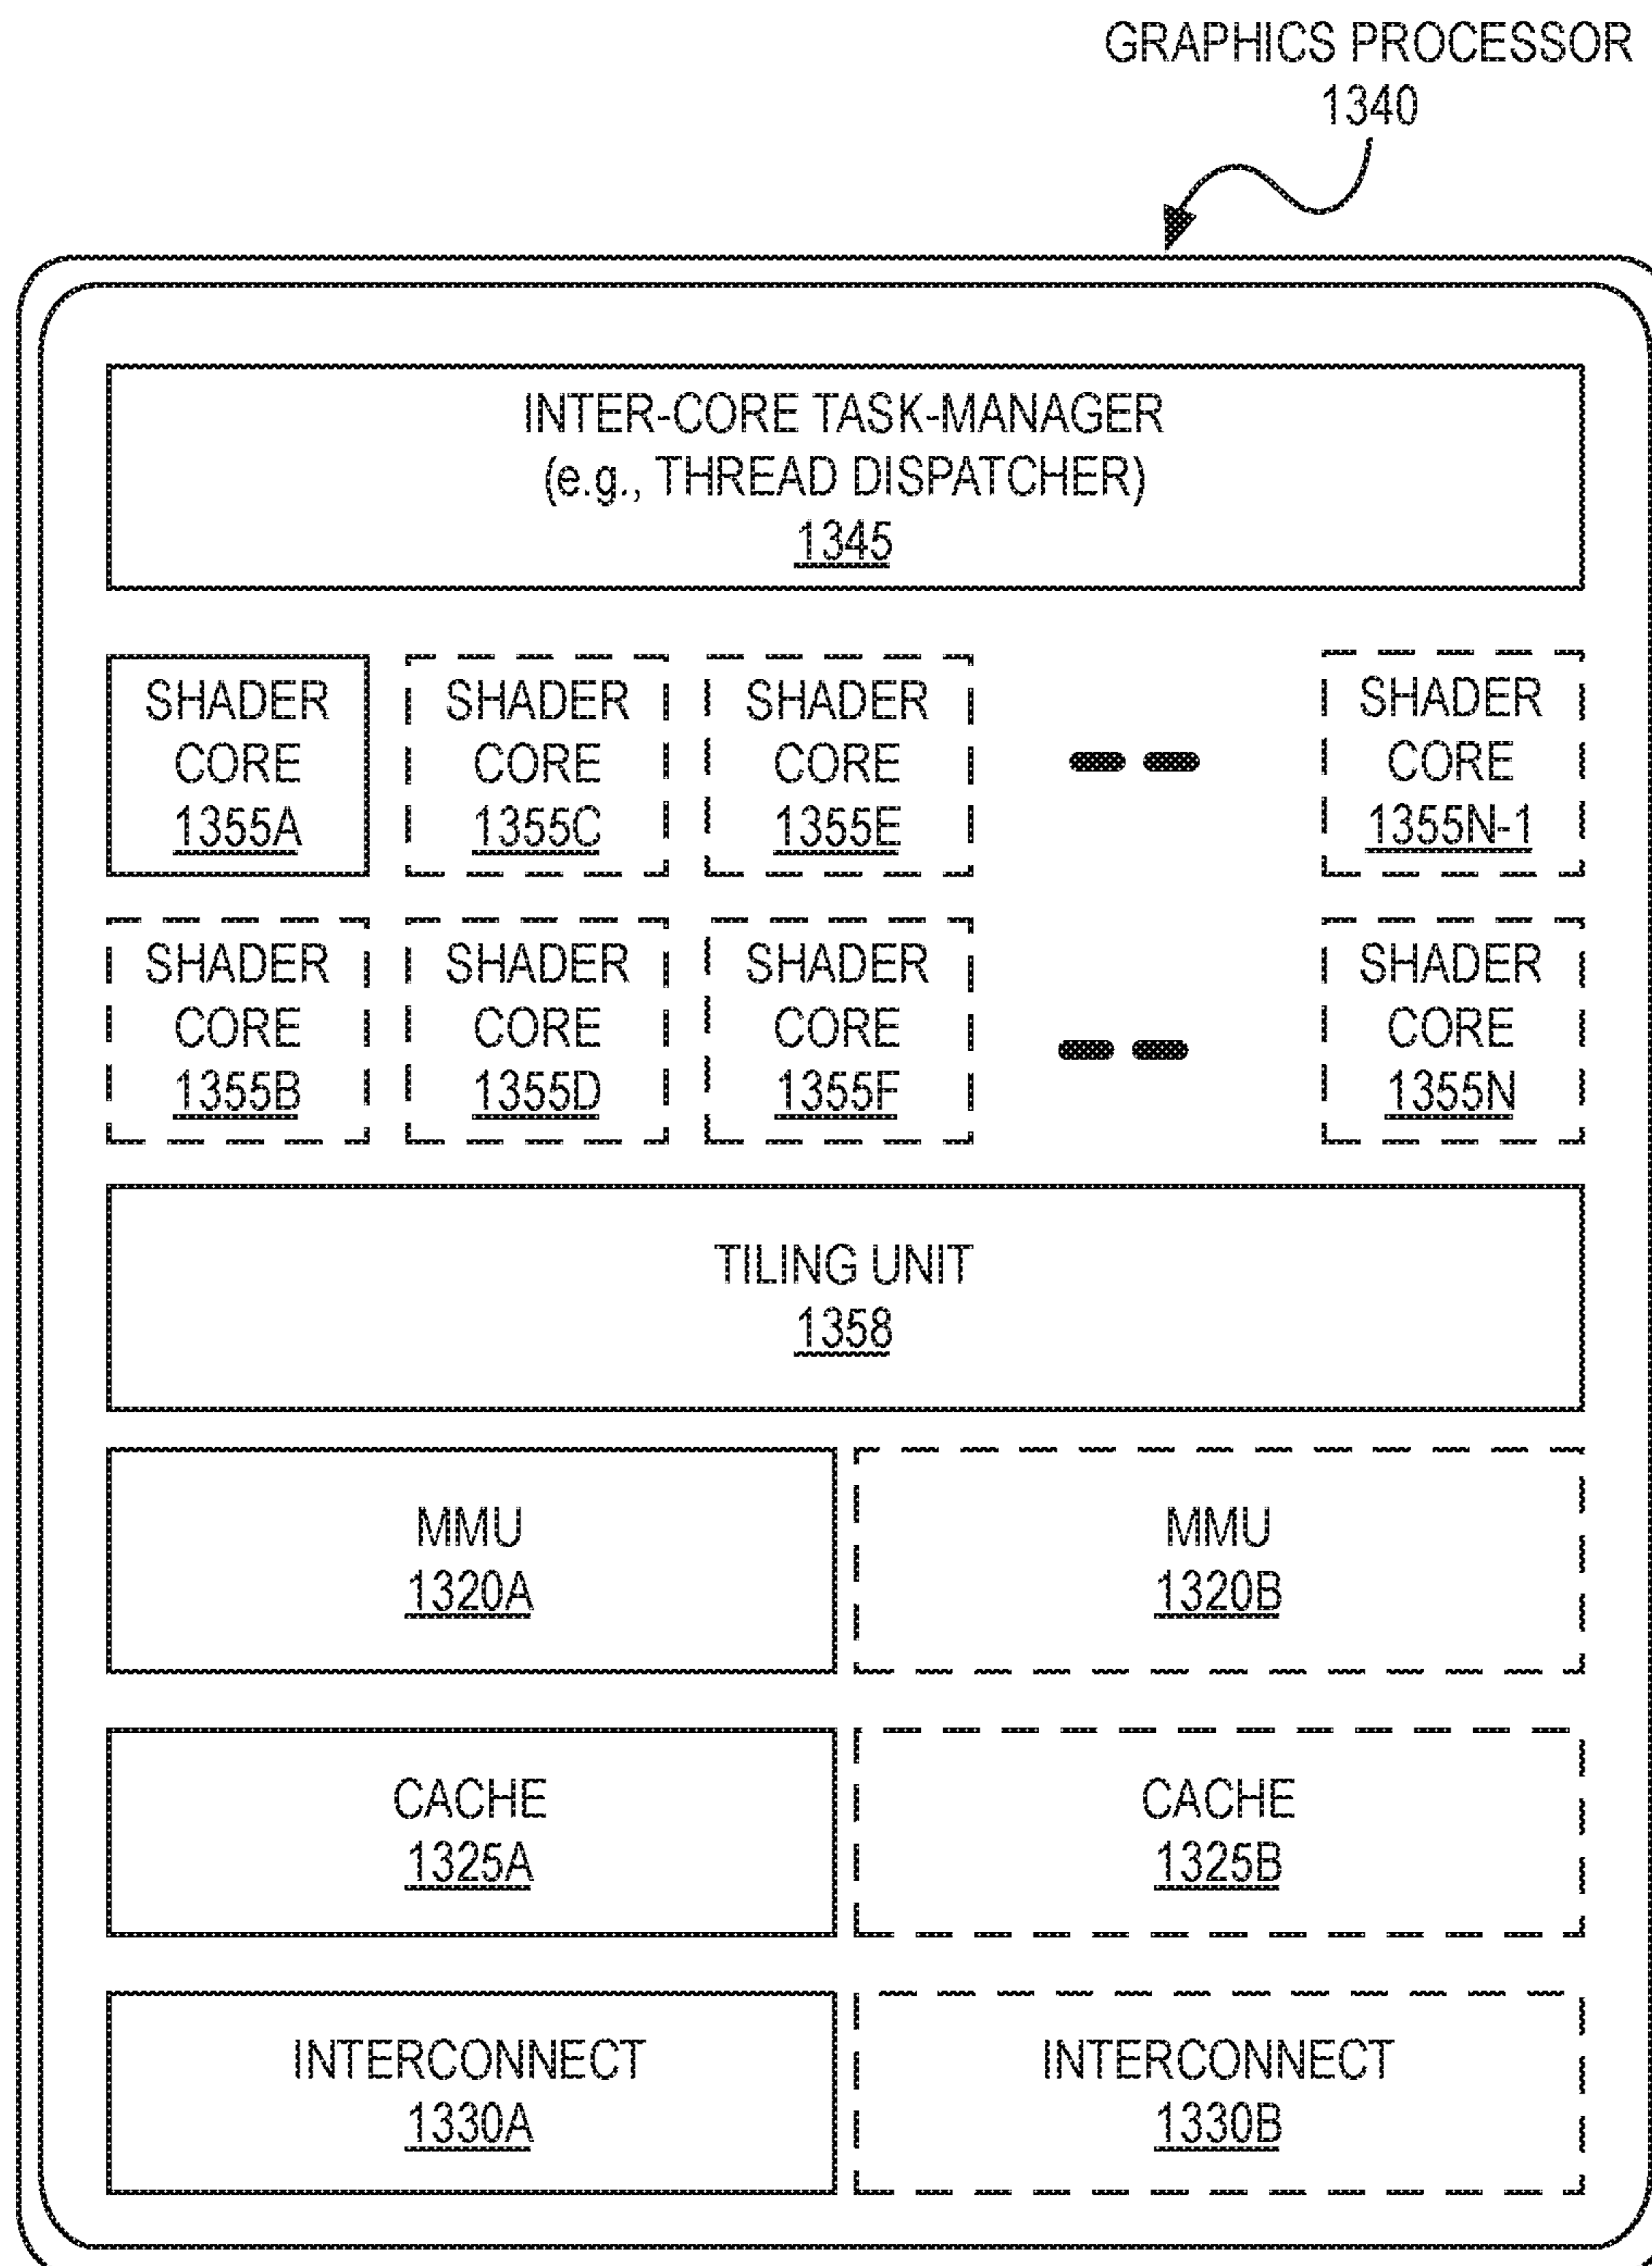 GRAPHICS PROCESSOR
1340
INTER-CORE TASK-MANAGER
(e.g., THREAD DISPATCHER)
1345
SHADER
CORE
1355A
SHADER
CORE
1355C
SHADER
CORE
1355E
SHADER
CORE
1355N-1
SHADER
CORE
1355B
SHADER
CORE
1355D
SHADER
CORE
1355F
SHADER
CORE
1355N
TILING UNIT
1358
MMU
1320A
MMU
1320B
CACHE
1325A
CACHE
1325B
INTERCONNECT
1330A
INTERCONNECT
1330B